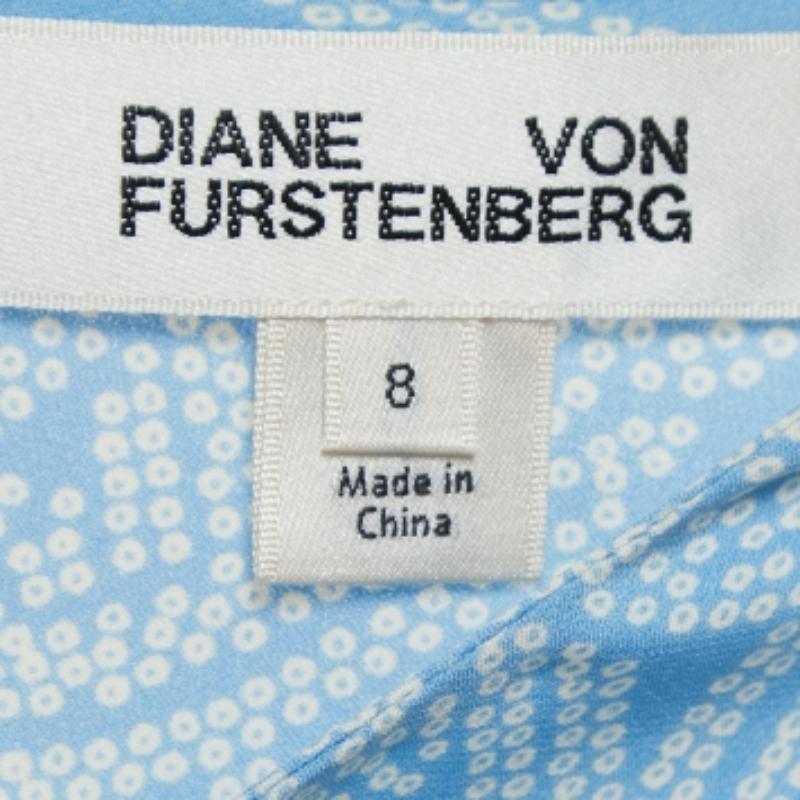 DIANE VON
FURSTENBERG
8
Made in
China